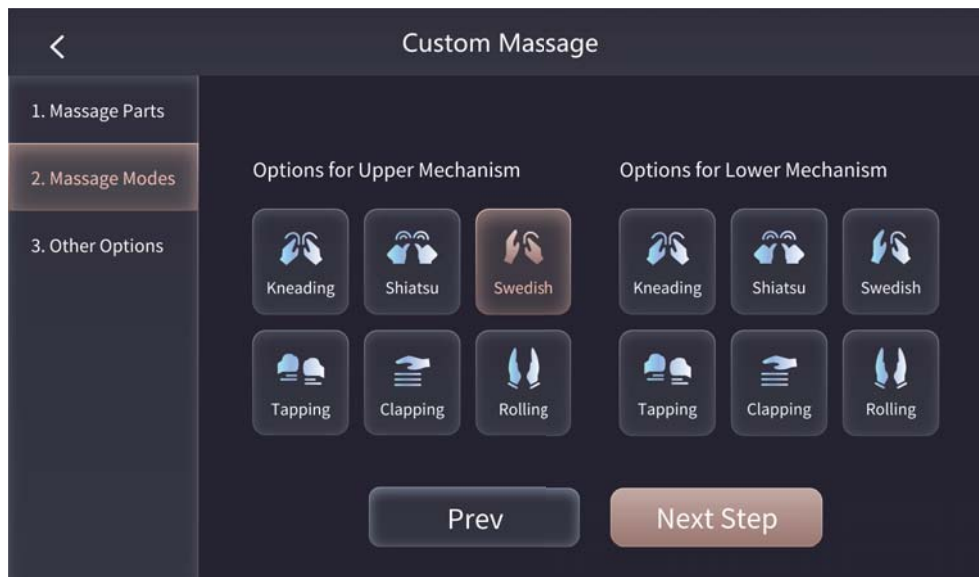 Custom Massage
1. Massage Parts
2. Massage Modes
3. Other Options
Options for Upper Mechanism
Kneading
Shiatsu
Swedish
Tapping
Clapping
Rolling
Options for Lower Mechanism
Kneading
Shiatsu
Swedish
Tapping
Clapping
Rolling
Prev
Next Step